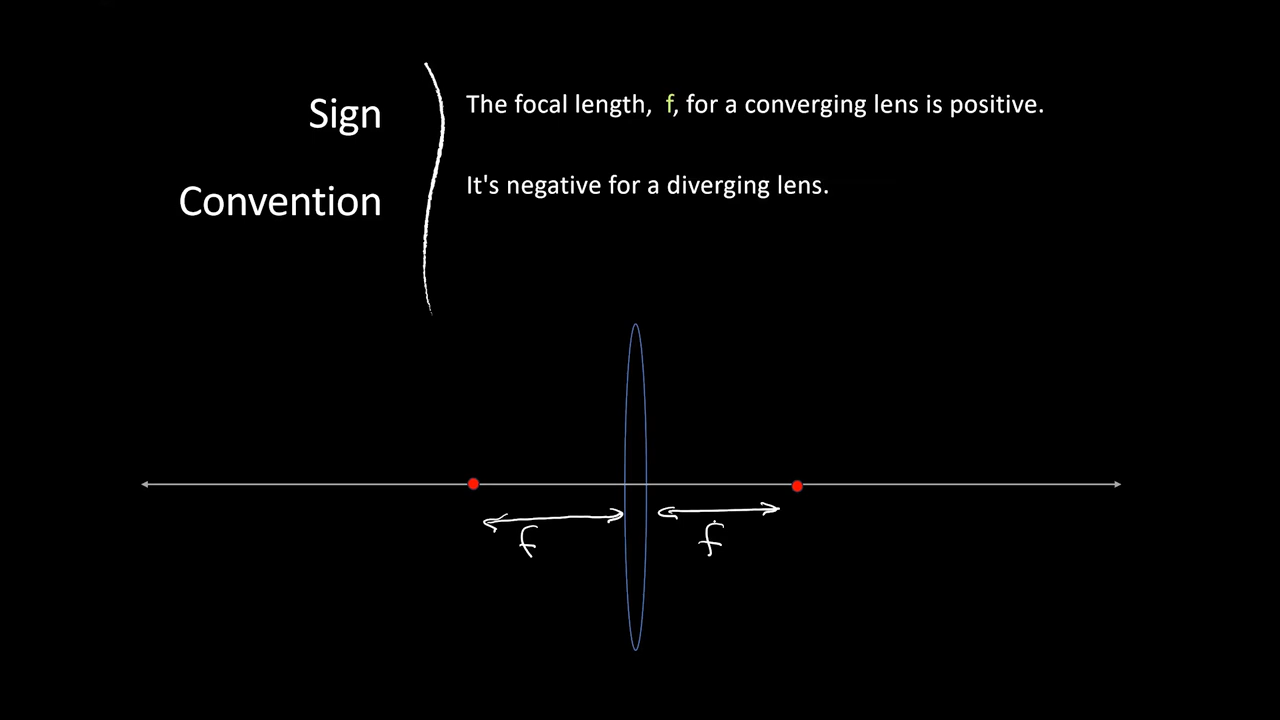 Sign
Convention
The focal length, f, for a converging lens is positive.
It's negative for a diverging lens.
f
f